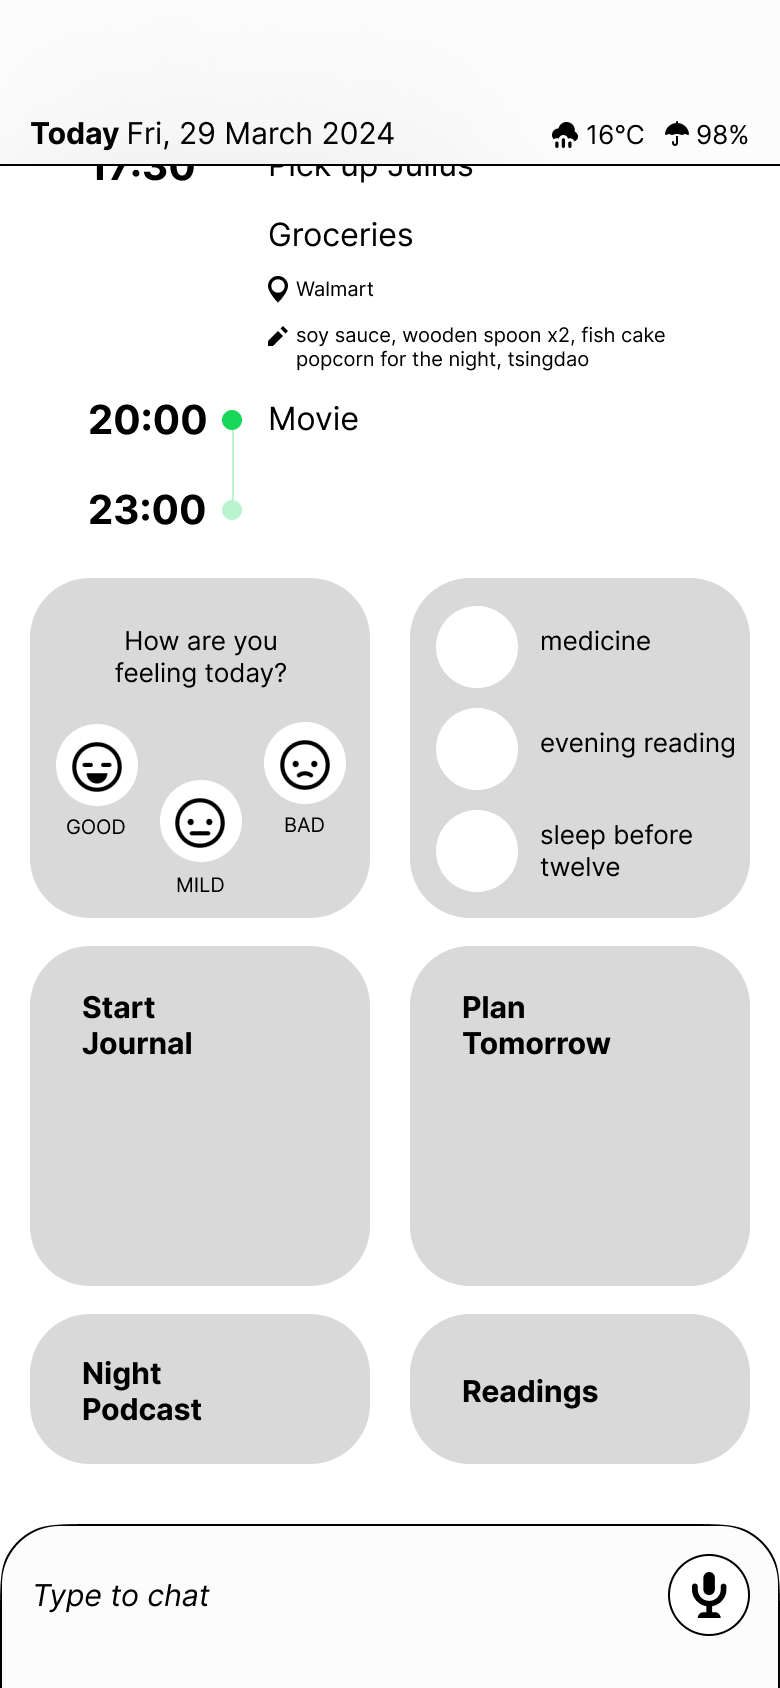 Today Fri, 29 March 2024
16°C
98%
17:30 Pick up Julius
Groceries
Walmart
soy sauce, wooden spoon x2, fish cake
popcorn for the night, tsingdao
20:00 Movie
23:00
How are you
feeling today?
GOOD
MILD
BAD
medicine
evening reading
sleep before
twelve
Start
Journal
Plan
Tomorrow
Night
Podcast
Readings
Type to chat